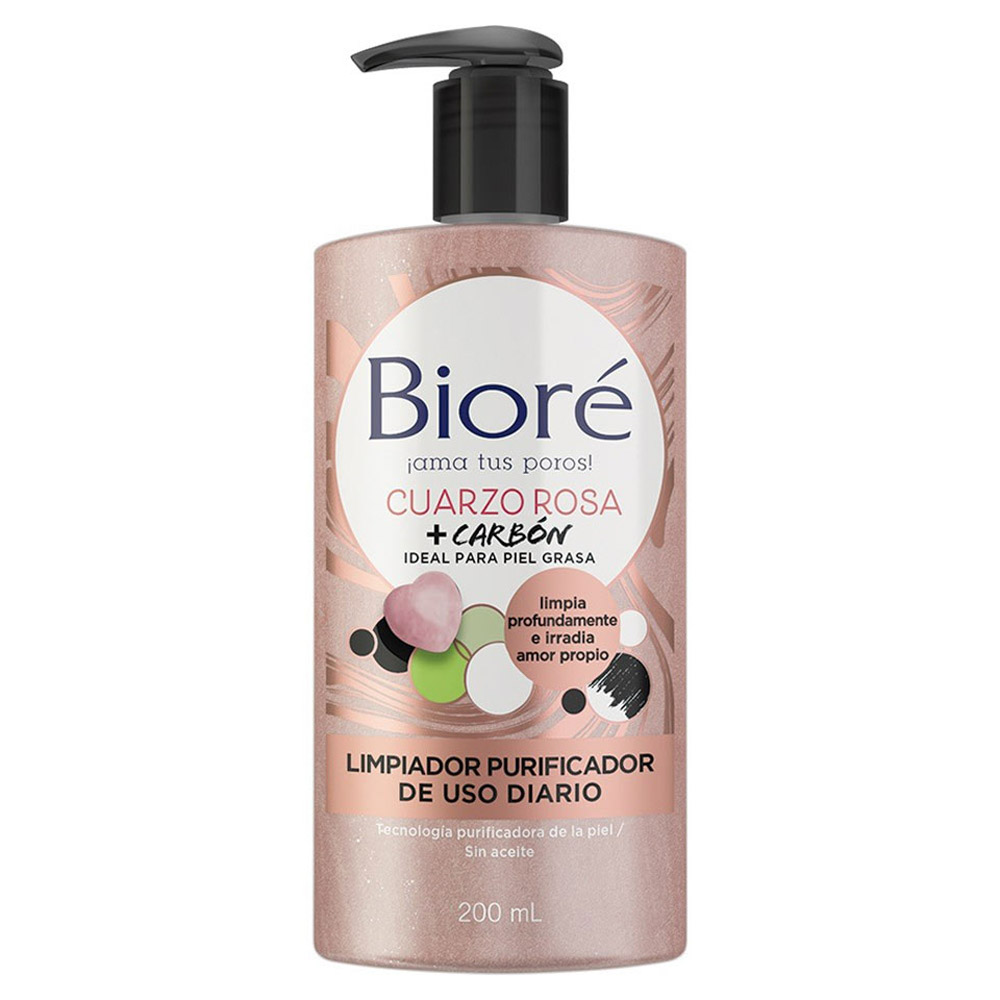 Bioré
¡ama tus poros!
CUARZO ROSA
+CARBÓN
IDEAL PARA PIEL GRASA
limpia
profundamente
e irradia
amor propio
LIMPIADOR PURIFICADOR
DE USO DIARIO
Tecnología purificadora de la piel /
Sin aceite
200 mL